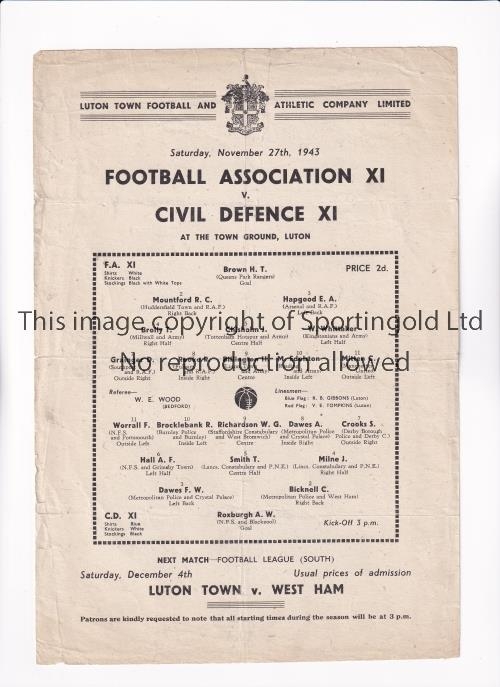 LUTON TOWN FOOTBALL AND ATHLETIC COMPANY LIMITED
Saturday, November 27th, 1943
FOOTBALL ASSOCIATION XI
v.
CIVIL DEFENCE XI
AT THE TOWN GROUND, LUTON
F.A. XI
Shirts White
Knickers Black
Stockings Black with White Tops
Brown H. T.
(Queens Park Rangers)
Goal
PRICE 2d.
2 3
Mountford R. C. Hapgood E. A.
(Huddersfield Town and R.A.F.) (Arsenal and R.A.F.)
Right Back Left Back
This image copyright of Sportingold Ltd
Chisholm J.
(Millwall and Army) (Tottenham Hotspur and Army) (Kingstonians and Army)
Right Half Centre Half Left Half
No reproduction allowed
Outside Right Inside Right Centre Inside Left Outside Left
Referee—
W. E. WOOD
(BEDFORD)
Linesmen—
Blue Flag: R. B. GIBBONS (Luton)
Red Flag: V. E. TOMPKINS (Luton)
11 10 9 8 7
Worrall F. Brocklebank R. Richardson W. G. Dawes A. Crooks S.
(N.F.S. and Portsmouth) (Burnley Police and Burnley) (Staffordshire Constabulary and West Bromwich) (Metropolitan Police and Crystal Palace) (Derby Borough Police and Derby C.)
Outside Left Inside Left Centre Inside Right Outside Right
6 5 4
Hall A. F. Smith T. Milne J.
(N.F.S. and Grimsby Town) (Lancs. Constabulary and P.N.E.) (Lancs. Constabulary and P.N.E.)
Left Half Centre Half Right Half
3 2
Dawes F. W. Bicknell C.
(Metropolitan Police and Crystal Palace) (Metropolitan Police and West Ham)
Left Back Right Back
C.D. XI
Shirts Blue
Knickers White
Stockings Black
Roxburgh A. W.
(N.F.S. and Blackpool)
Goal
Kick-Off 3 p.m.
NEXT MATCH—FOOTBALL LEAGUE (SOUTH)
Saturday, December 4th Usual prices of admission
LUTON TOWN v. WEST HAM
Patrons are kindly requested to note that all starting times during the season will be at 3 p.m.